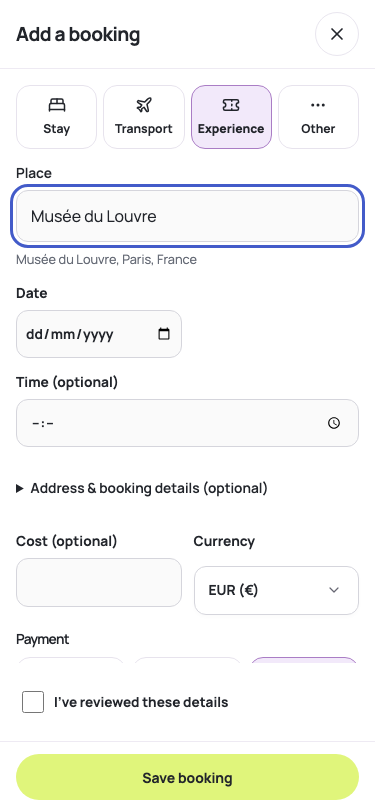 Add a booking
Stay
Transport
Experience
Other
Place
Musée du Louvre
Musée du Louvre, Paris, France
Date
dd/mm/yyyy
Time (optional)
--:--
Address & booking details (optional)
Cost (optional)
Currency
EUR (€)
Payment
I've reviewed these details
Save booking